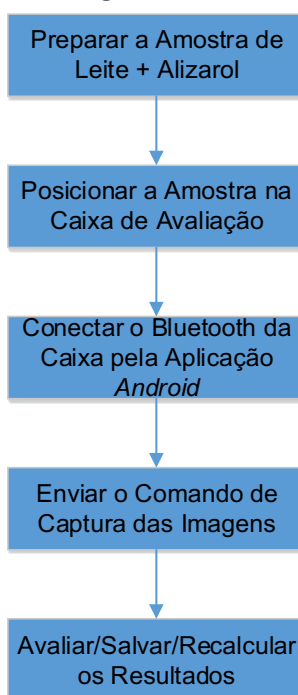 Preparar a Amostra de
Leite + Alizarol
Posicionar a Amostra na
Caixa de Avaliação
Conectar o Bluetooth da
Caixa pela Aplicação
Android
Enviar o Comando de
Captura das Imagens
Avaliar/Salvar/Recalcular
os Resultados